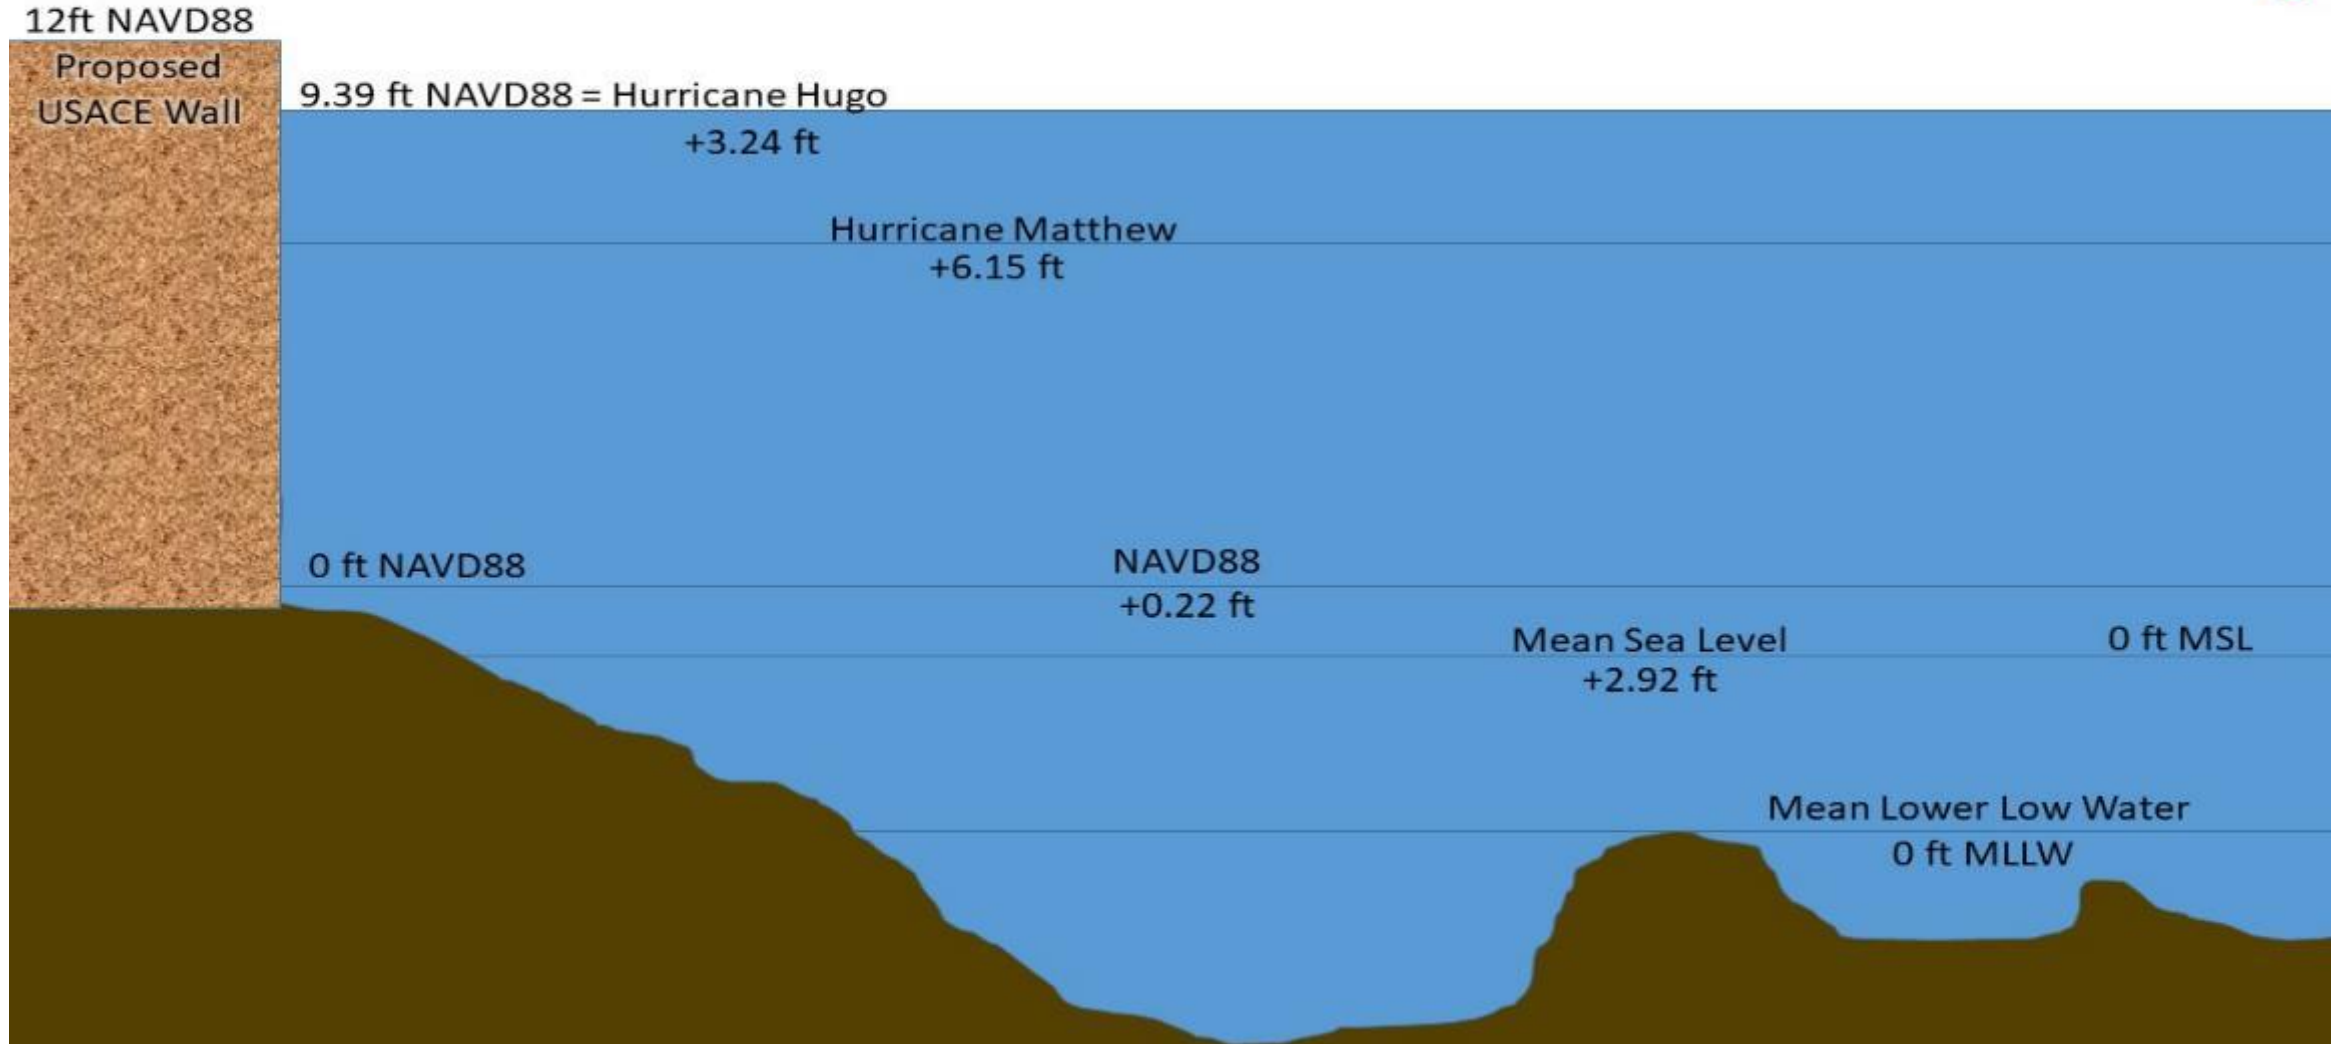 12ft NAVD88
Proposed
USACE Wall
9.39 ft NAVD88 = Hurricane Hugo
+3.24 ft
Hurricane Matthew
+6.15 ft
0 ft NAVD88
NAVD88
+0.22 ft
Mean Sea Level
0 ft MSL
+2.92 ft
Mean Lower Low Water
0 ft MLLW